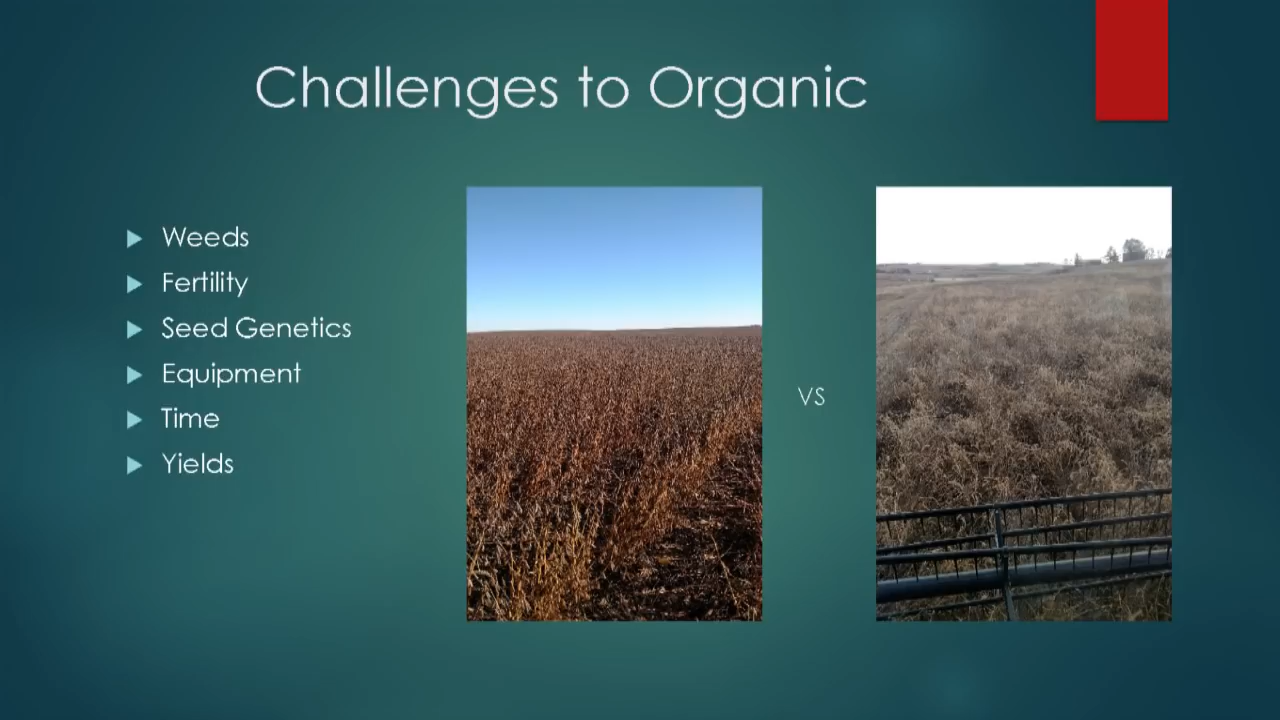 Challenges to Organic
Weeds
Fertility
Seed Genetics
Equipment
Time
Yields
VS